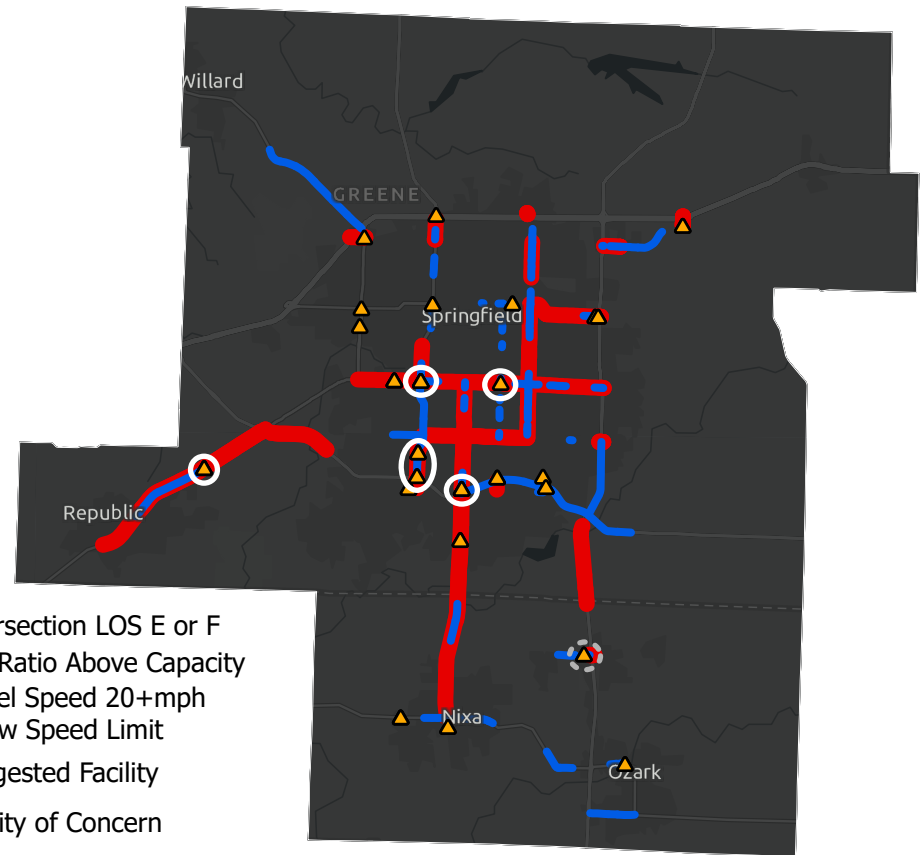 Willard
GREENE
Springfield
Republic
rsection LOS E or F
Ratio Above Capacity
el Speed 20+mph
w Speed Limit
gested Facility
ity of Concern
Nixa
Ozark